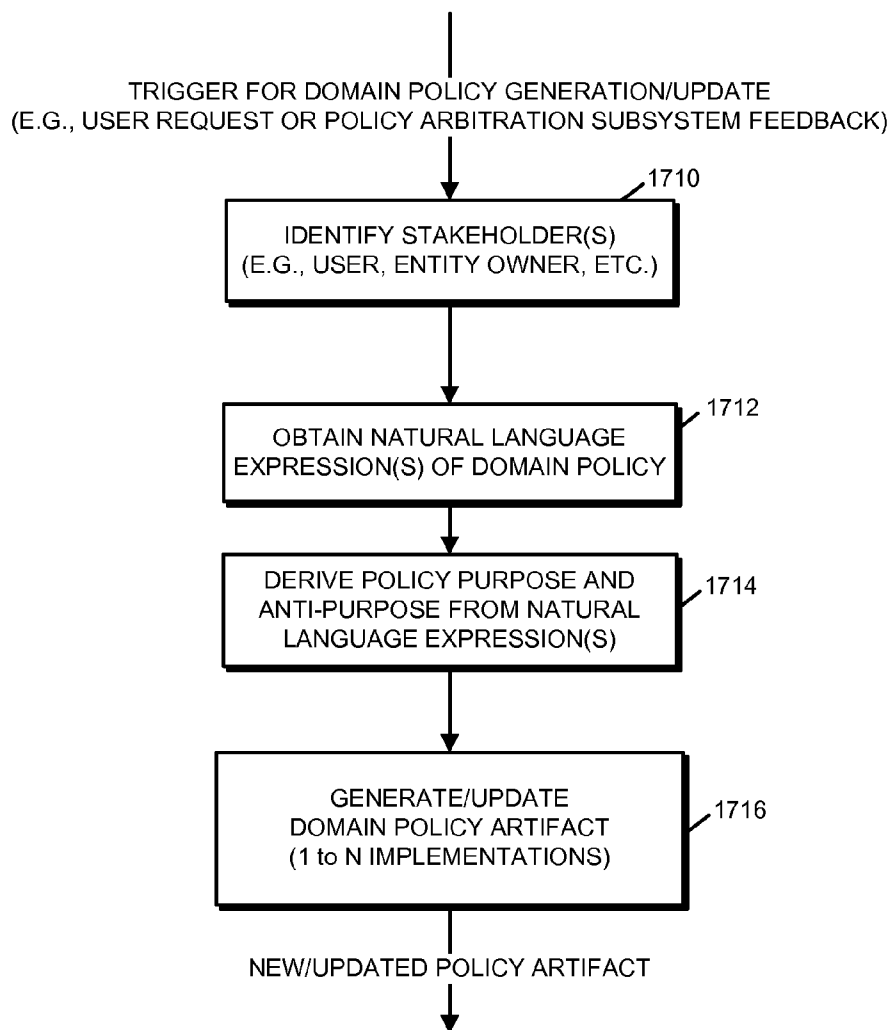 TRIGGER FOR DOMAIN POLICY GENERATION/UPDATE
(E.G., USER REQUEST OR POLICY ARBITRATION SUBSYSTEM FEEDBACK)
1710
IDENTIFY STAKEHOLDER(S)
(E.G., USER, ENTITY OWNER, ETC.)
1712
OBTAIN NATURAL LANGUAGE
EXPRESSION(S) OF DOMAIN POLICY
DERIVE POLICY PURPOSE AND
ANTI-PURPOSE FROM NATURAL
LANGUAGE EXPRESSION(S)
1714
GENERATE/UPDATE
DOMAIN POLICY ARTIFACT
(1 to N IMPLEMENTATIONS)
1716
NEW/UPDATED POLICY ARTIFACT